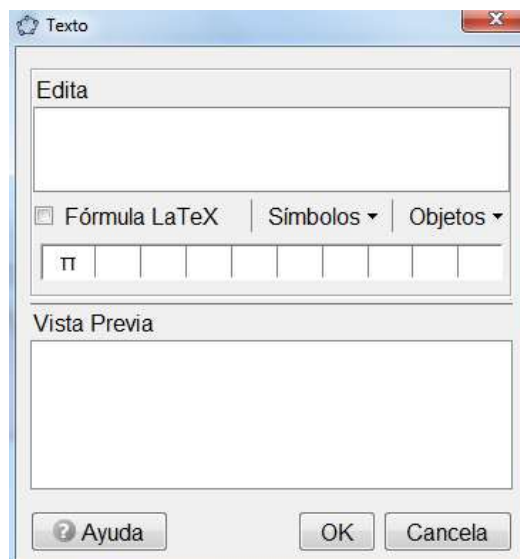 Texto
Edita
Fórmula LaTeX Símbolos Objetos
π
Vista Previa
Ayuda OK Cancela